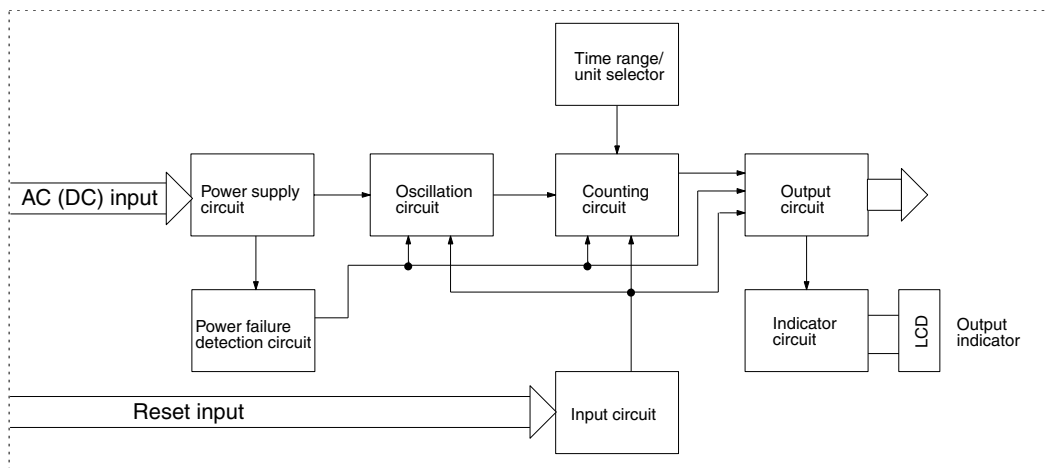 Time range/
unit selector
AC (DC) input
Power supply
circuit
Oscillation
circuit
Counting
circuit
Output
circuit
Power failure
detection circuit
Indicator
circuit
LCD
Output
indicator
Reset input
Input circuit